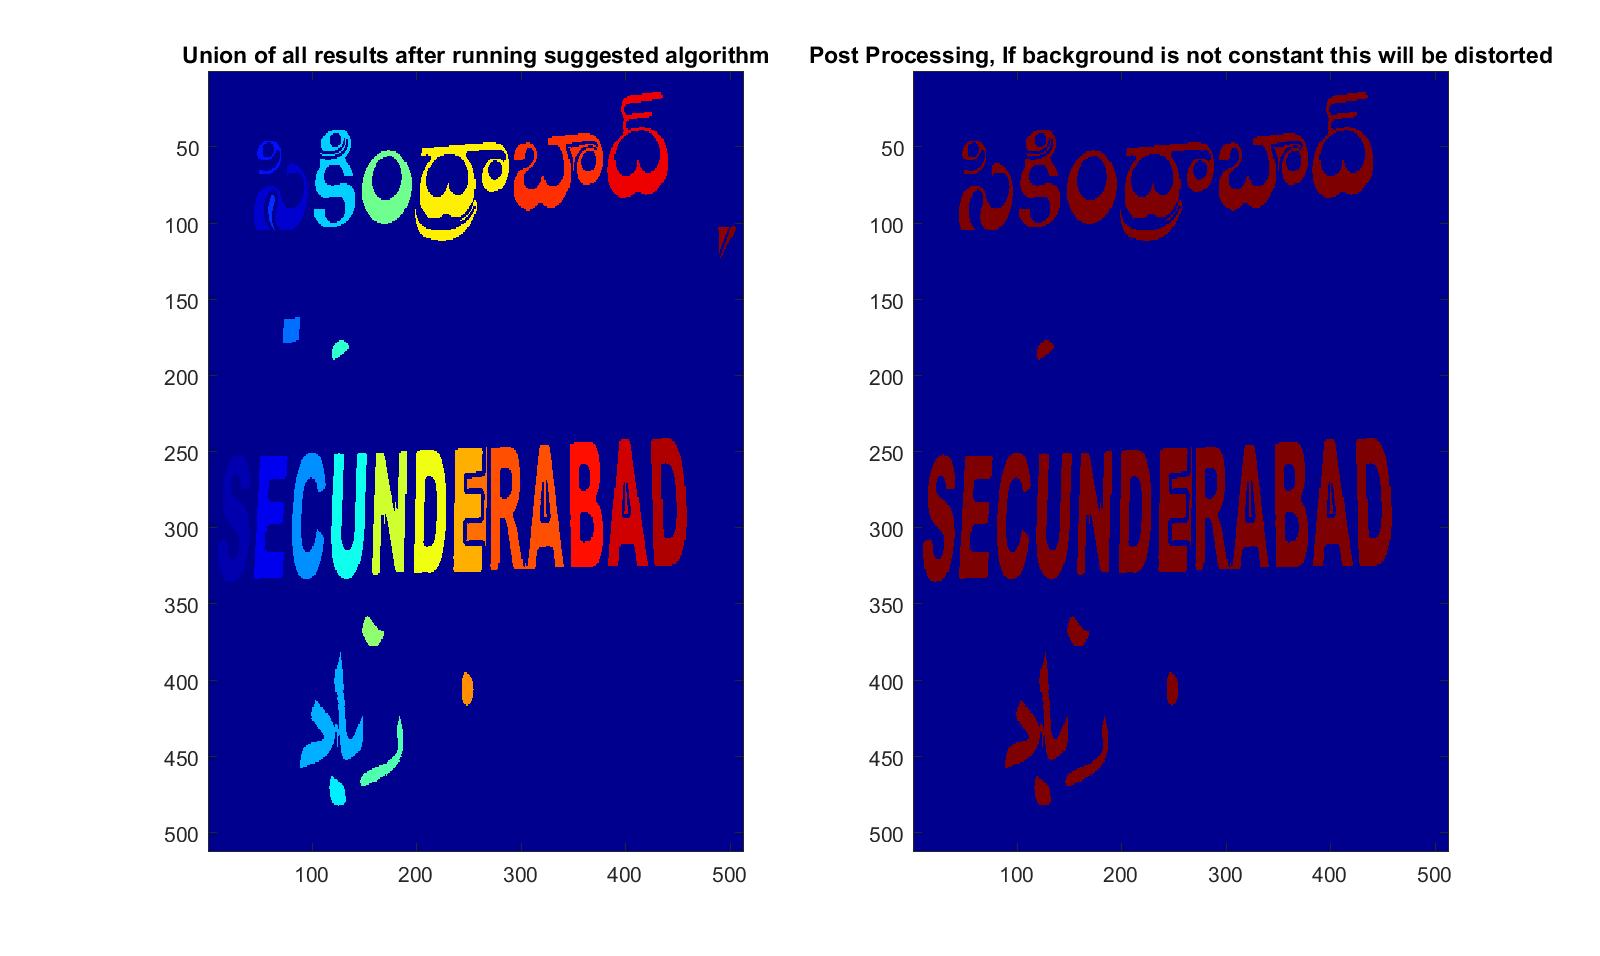 Union of all results after running suggested algorithm
50
100
150
200
250
300
350
400
450
500
100 200 300 400 500
సికింద్రాబాద్
SECUNDERABAD
Post Processing, If background is not constant this will be distorted
50
100
150
200
250
300
350
400
450
500
100 200 300 400 500
సికింద్రాబాద్
SECUNDERABAD